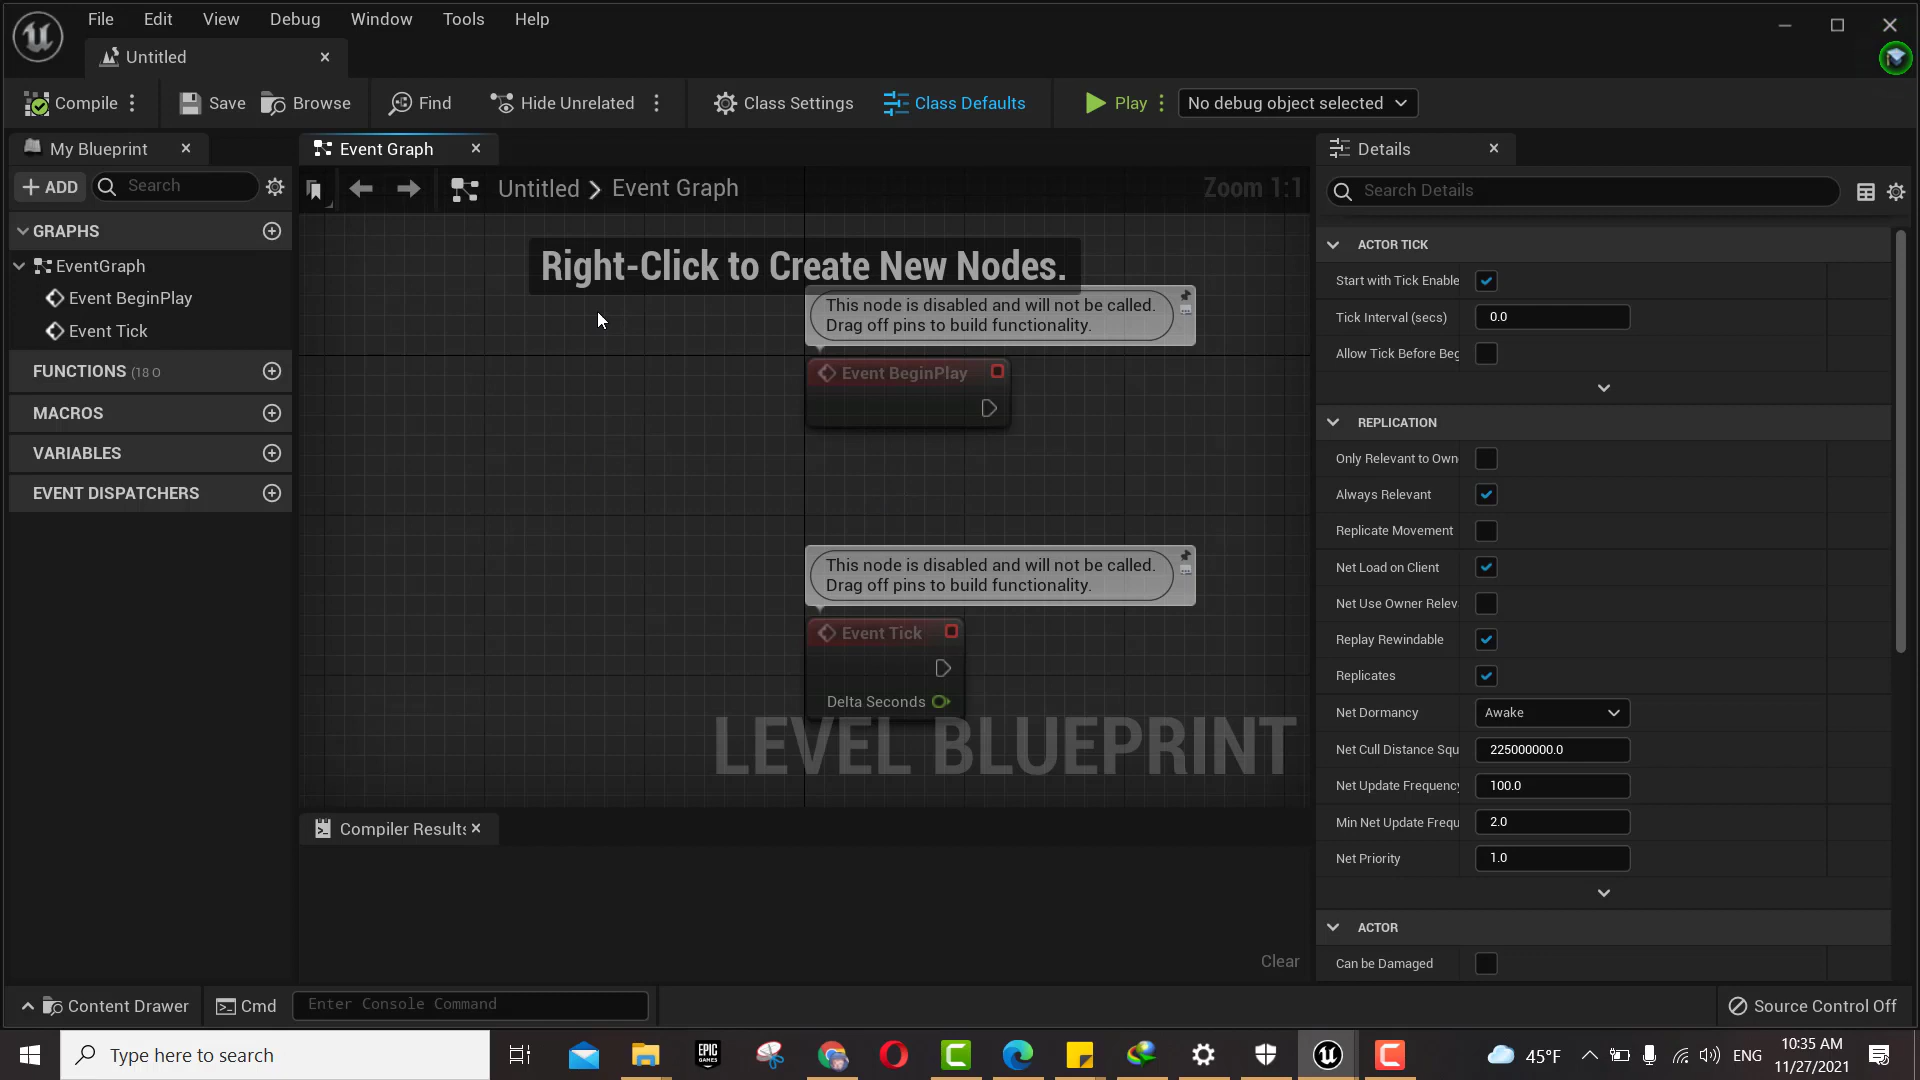 File Edit View Debug Window Tools Help
Untitled
Compile Save Browse Find Hide Unrelated Class Settings Class Defaults Play No debug object selected
My Blueprint
Event Graph
Details
ADD Search
Untitled Event Graph Zoom 1:1
Search Details
GRAPHS
EventGraph
Event BeginPlay
Event Tick
FUNCTIONS (18 O
MACROS
VARIABLES
EVENT DISPATCHERS
Right-Click to Create New Nodes.
This node is disabled and will not be called.
Drag off pins to build functionality.
Event BeginPlay
This node is disabled and will not be called.
Drag off pins to build functionality.
Event Tick
Delta Seconds
LEVEL BLUEPRINT
Compiler Results
Clear
ACTOR TICK
Start with Tick Enable
Tick Interval (secs) 0.0
Allow Tick Before Beg
REPLICATION
Only Relevant to Own
Always Relevant
Replicate Movement
Net Load on Client
Net Use Owner Relev
Replay Rewindable
Replicates
Net Dormancy Awake
Net Cull Distance Squ 225000000.0
Net Update Frequency 100.0
Min Net Update Frequ 2.0
Net Priority 1.0
ACTOR
Can be Damaged
Content Drawer Cmd Enter Console Command Source Control Off
Type here to search EPIC GAMES 45°F ENG 10:35 AM
11/27/2021